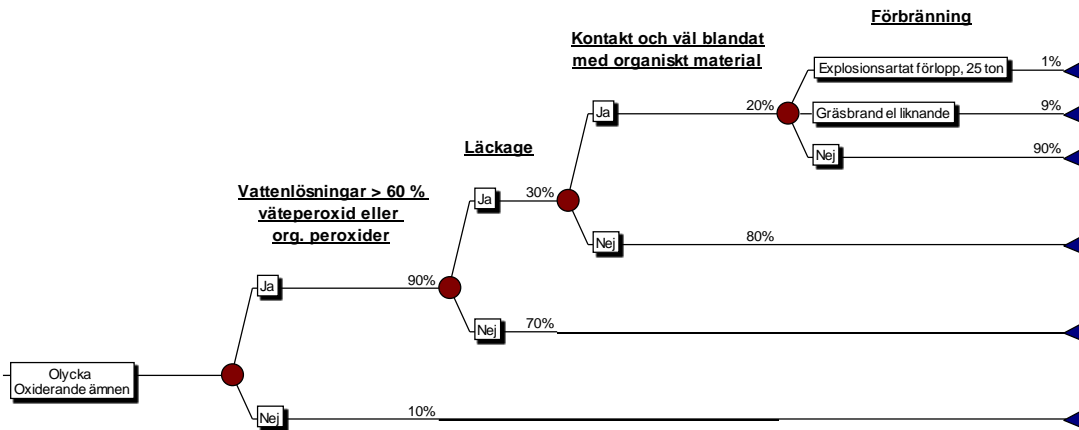 Förbränning
Kontakt och väl blandat
med organiskt material
Explosionsartat förlopp, 25 ton
1%
Ja
20%
Gräsbrand el liknande
9%
Läckage
Nej
90%
Vattenlösningar > 60 %
väteperoxid eller
org. peroxider
Ja
30%
Nej
80%
Ja
90%
Nej
70%
Olycka
Oxiderande ämnen
Nej
10%